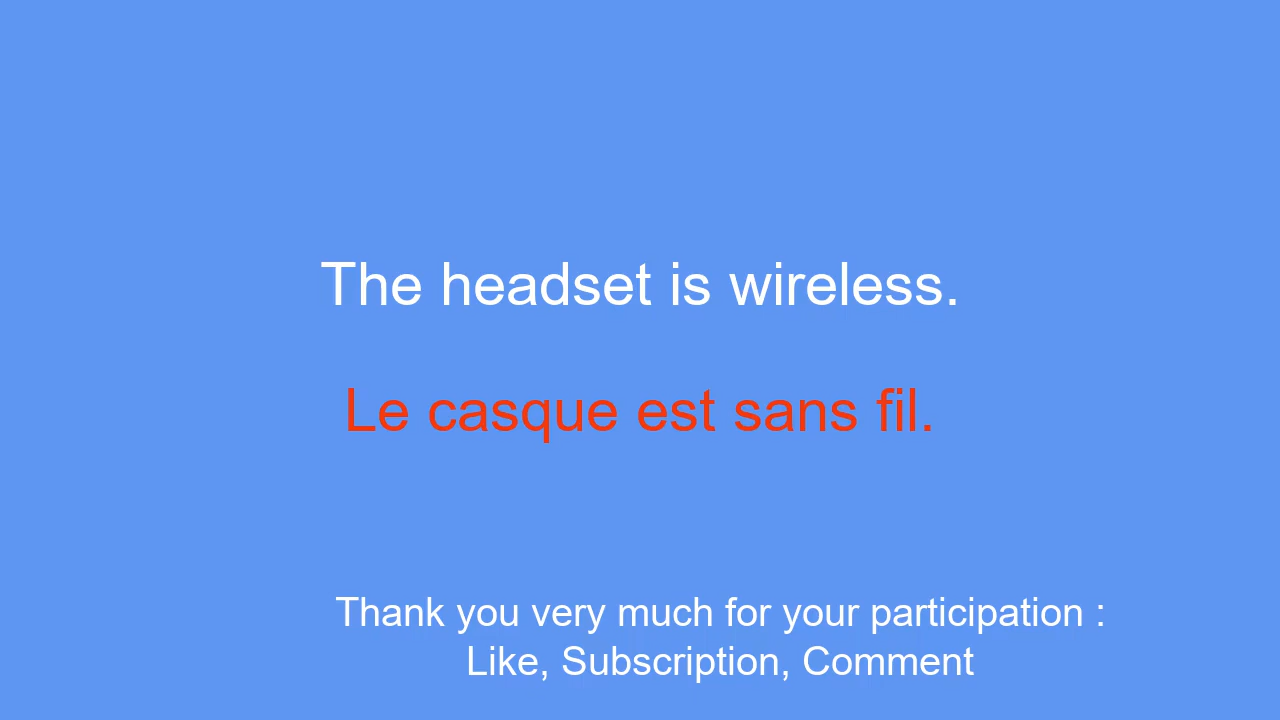 The headset is wireless.
Le casque est sans fil.
Thank you very much for your participation :
Like, Subscription, Comment